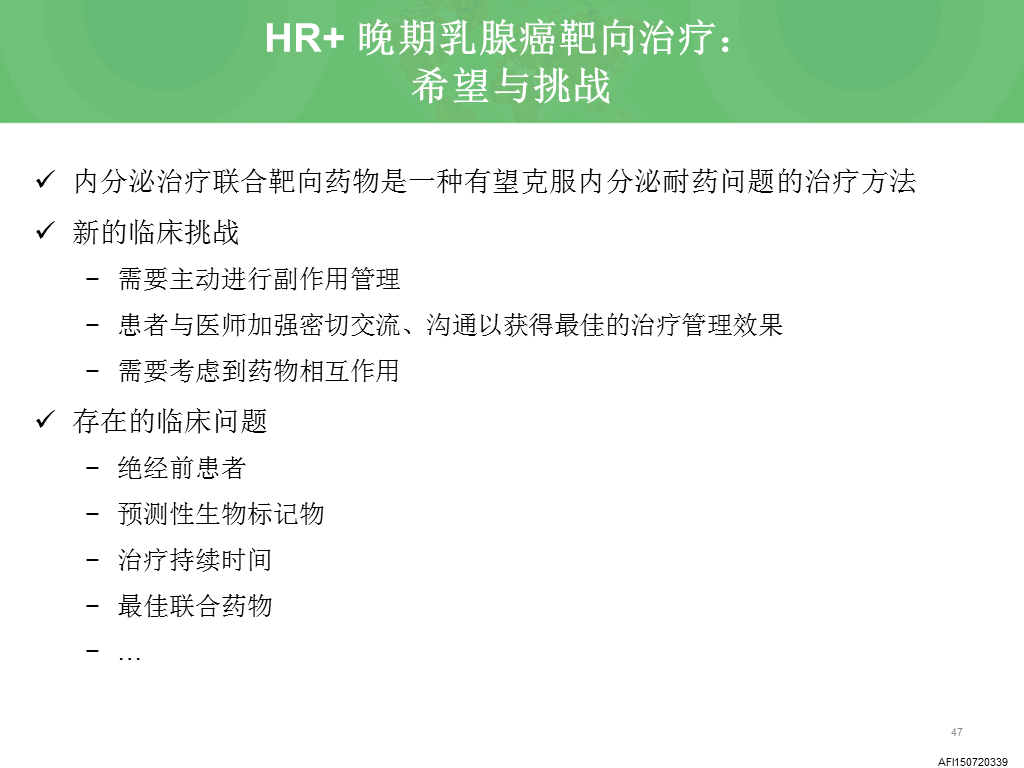 HR+ 晚期乳腺癌靶向治疗：
希望与挑战
✓ 内分泌治疗联合靶向药物是一种有望克服内分泌耐药问题的治疗方法
✓ 新的临床挑战
– 需要主动进行副作用管理
– 患者与医师加强密切交流、沟通以获得最佳的治疗管理效果
– 需要考虑到药物相互作用
✓ 存在的临床问题
– 绝经前患者
– 预测性生物标记物
– 治疗持续时间
– 最佳联合药物
– …
47
AFI150720339